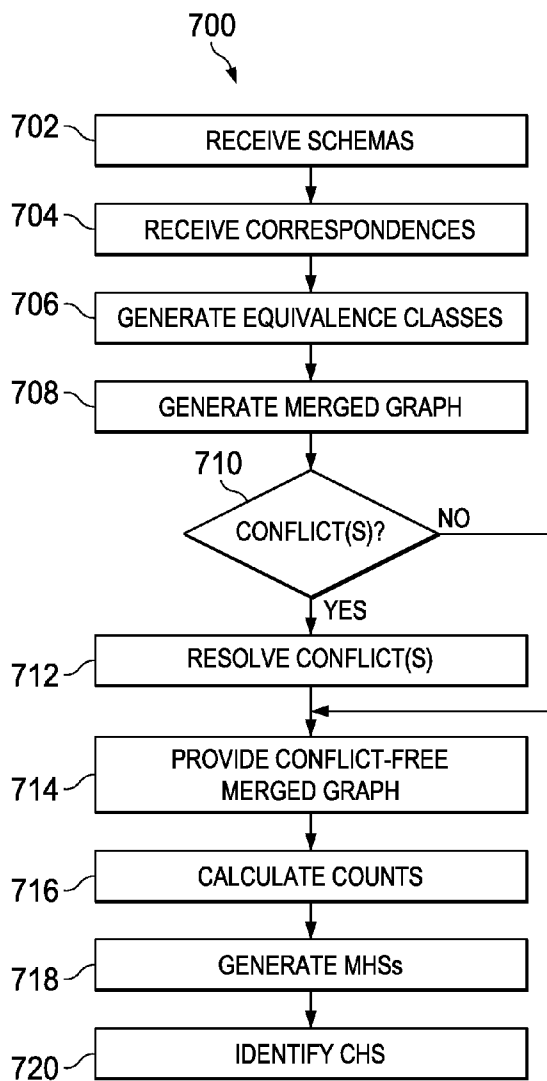 700
702
RECEIVE SCHEMAS
704
RECEIVE CORRESPONDENCES
706
GENERATE EQUIVALENCE CLASSES
708
GENERATE MERGED GRAPH
710
CONFLICT(S)?
NO
YES
712
RESOLVE CONFLICT(S)
714
PROVIDE CONFLICT-FREE
MERGED GRAPH
716
CALCULATE COUNTS
718
GENERATE MHSs
720
IDENTIFY CHS